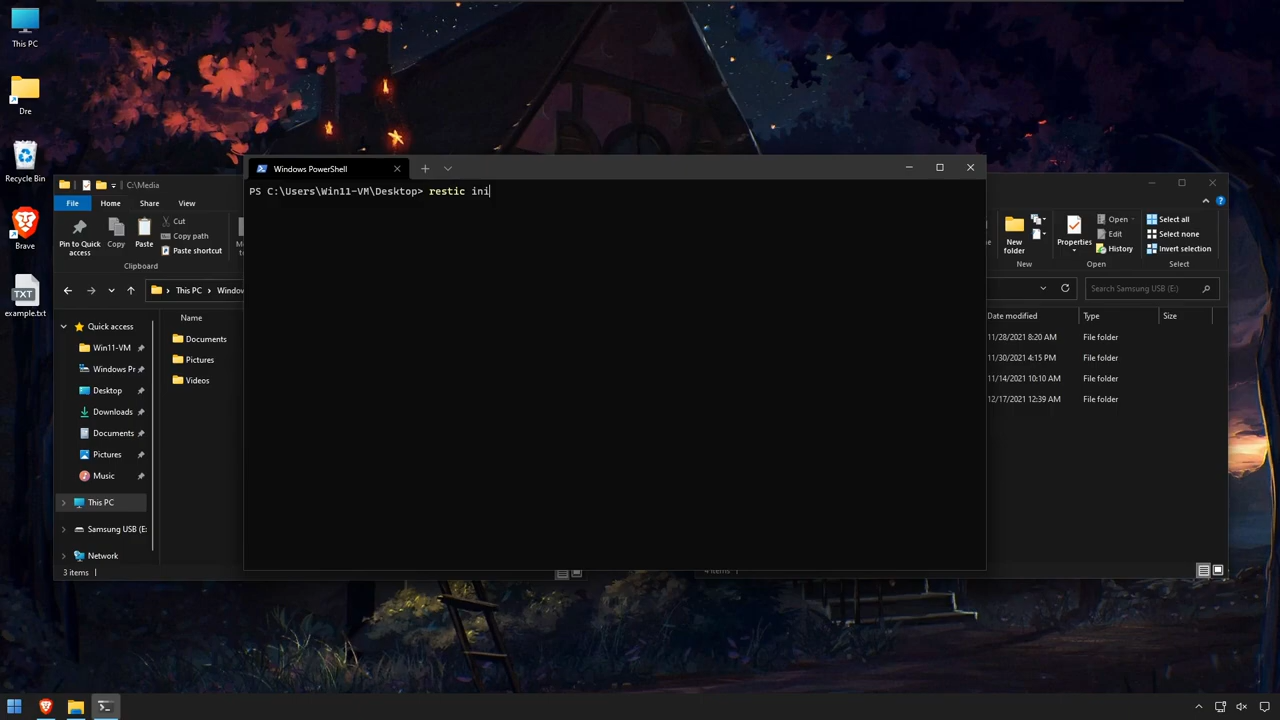 This PC
Dre
Recycle Bin
Brave
TXT
example.txt
C:\Media
File
Home
Share
View
Pin to Quick access
Copy
Paste
Cut
Copy path
Paste shortcut
Clipboard
This PC
Name
Documents
Pictures
Videos
Quick access
Win11-VM
Windows Pr
Desktop
Downloads
Documents
Pictures
Music
This PC
Samsung USB (E:
Network
3 items
Windows PowerShell
PS C:\Users\Win11-VM\Desktop> restic ini
New folder
New
Properties
Open
Edit
History
Open
Select all
Select none
Invert selection
Select
Search Samsung USB (E:)
Date modified
Type
Size
11/28/2021 8:20 AM
File folder
11/30/2021 4:15 PM
File folder
11/14/2021 10:10 AM
File folder
12/17/2021 12:39 AM
File folder